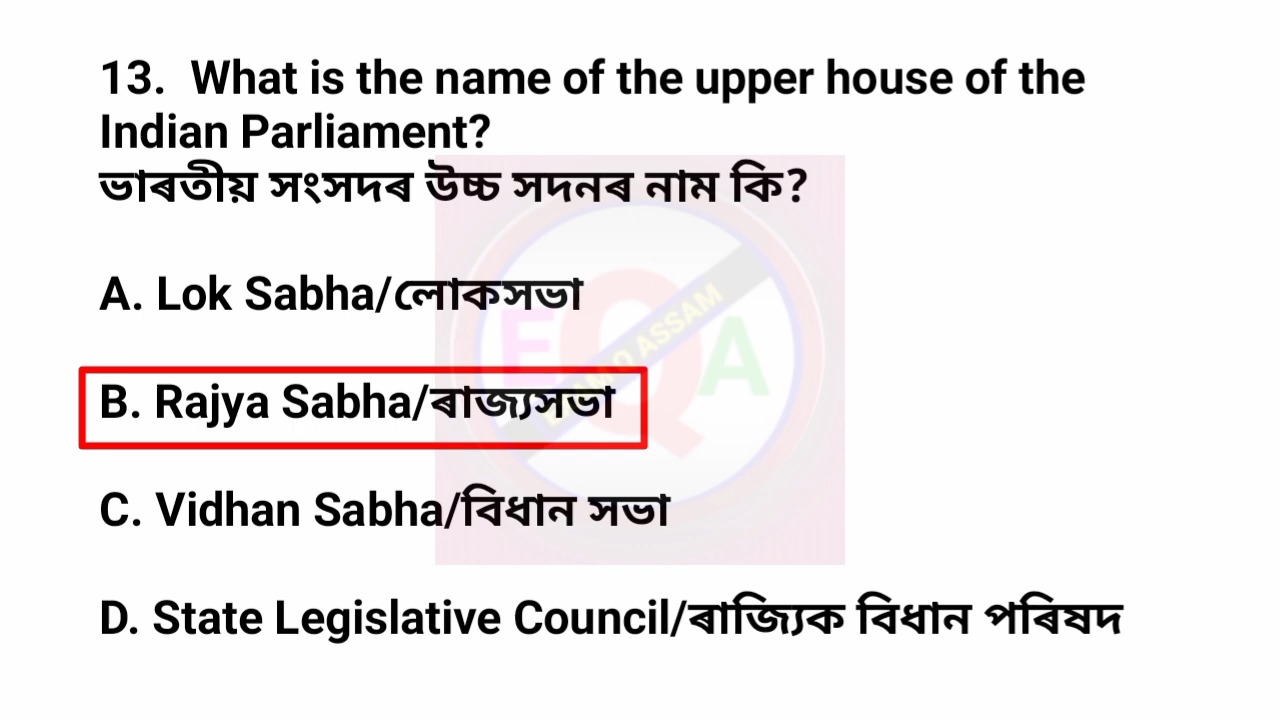 13. What is the name of the upper house of the
Indian Parliament?
ভাৰতীয় সংসদৰ উচ্চ সদনৰ নাম কি?
A. Lok Sabha/লোকসভা
B. Rajya Sabha/ৰাজ্যসভা
C. Vidhan Sabha/বিধান সভা
D. State Legislative Council/ৰাজ্যিক বিধান পৰিষদ
EQA